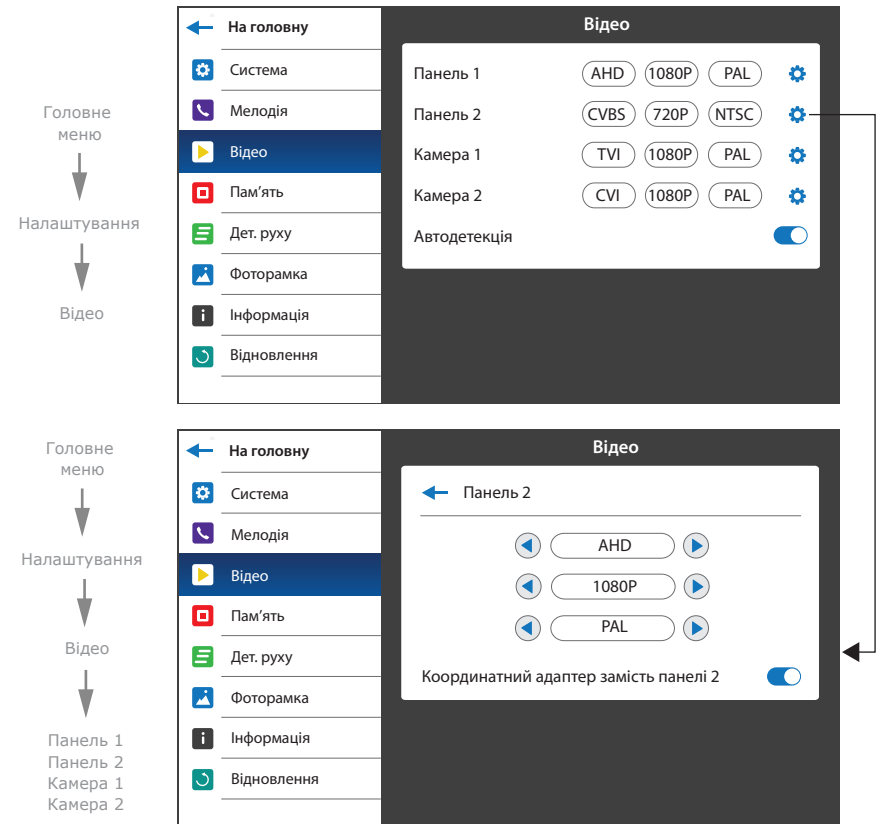 Головне
меню
Налаштування
Відео
На головну
Система
Мелодія
Відео
Пам’ять
Дет. руху
Фоторамка
Інформація
Відновлення
Відео
Панель 1 AHD 1080P PAL
Панель 2 CVBS 720P NTSC
Камера 1 TVI 1080P PAL
Камера 2 CVI 1080P PAL
Автодетекція
Головне
меню
Налаштування
Відео
Панель 1
Панель 2
Камера 1
Камера 2
На головну
Система
Мелодія
Відео
Пам’ять
Дет. руху
Фоторамка
Інформація
Відновлення
Відео
Панель 2
AHD
1080P
PAL
Координатний адаптер замість панелі 2